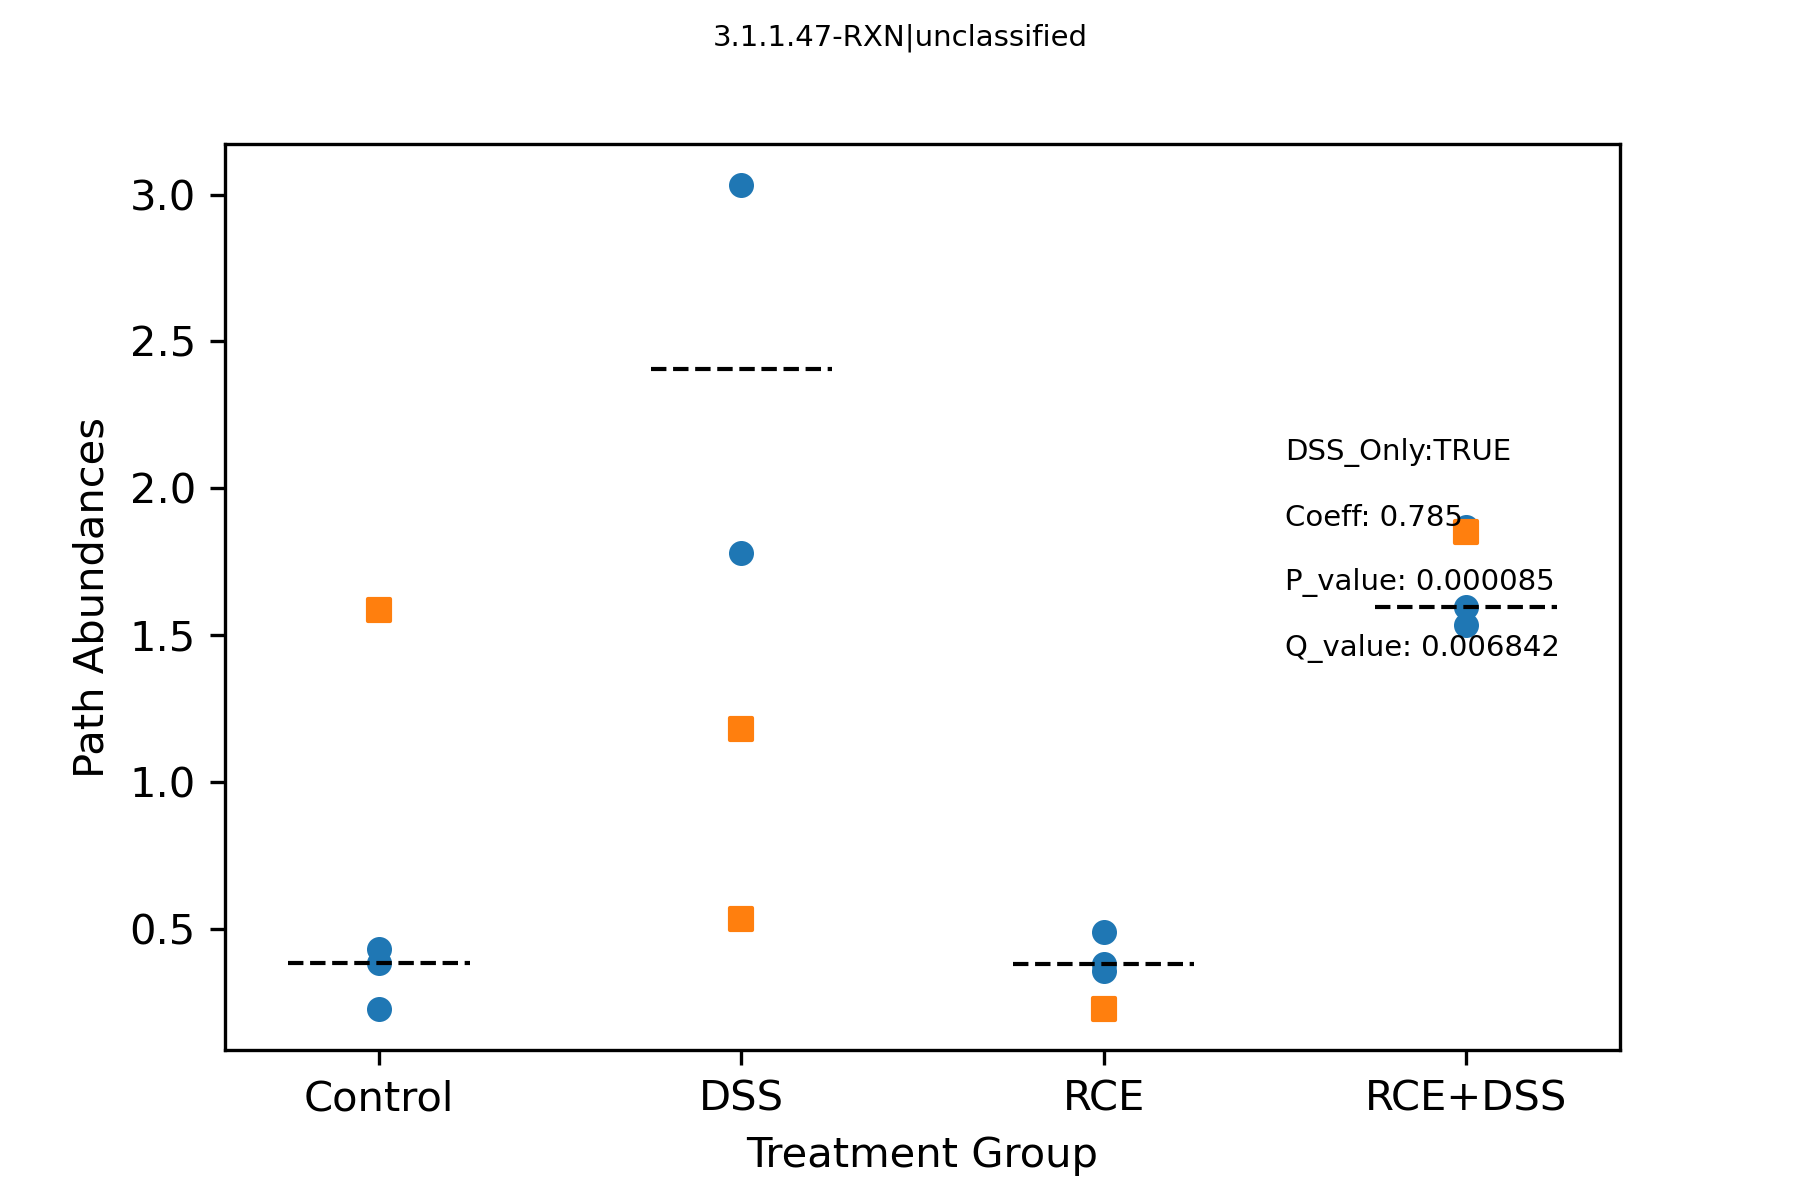 3.1.1.47-RXN|unclassified
3.0
2.5
2.0
1.5
1.0
0.5
Path Abundances
DSS_Only:TRUE
Coeff: 0.785
P_value: 0.000085
Q_value: 0.006842
Control DSS RCE RCE+DSS
Treatment Group